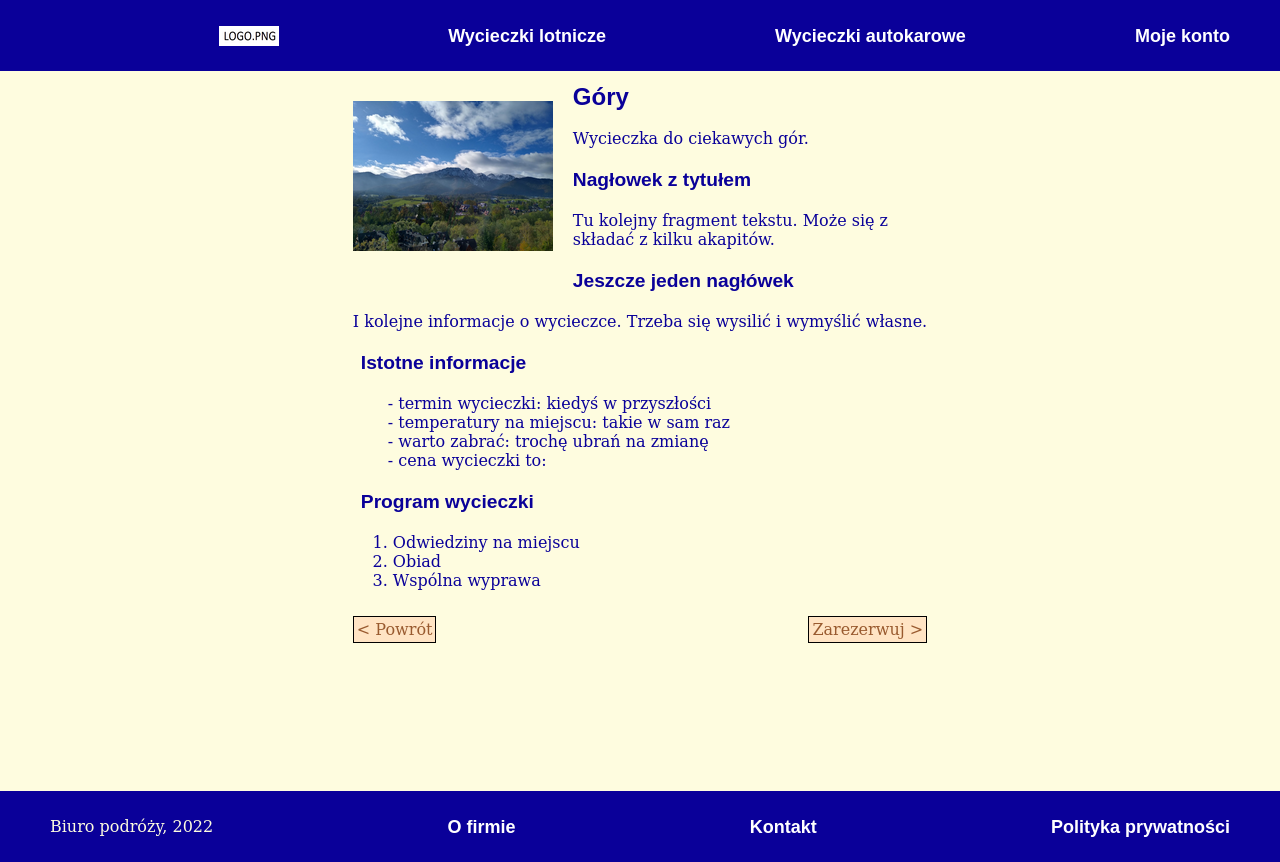 LOGO.PNG
Wycieczki lotnicze
Wycieczki autokarowe
Moje konto
Góry
Wycieczka do ciekawych gór.
Nagłowek z tytułem
Tu kolejny fragment tekstu. Może się z
składać z kilku akapitów.
Jeszcze jeden nagłówek
I kolejne informacje o wycieczce. Trzeba się wysilić i wymyślić własne.
Istotne informacje
- termin wycieczki: kiedyś w przyszłości
- temperatury na miejscu: takie w sam raz
- warto zabrać: trochę ubrań na zmianę
- cena wycieczki to:
Program wycieczki
1. Odwiedziny na miejscu
2. Obiad
3. Wspólna wyprawa
< Powrót
Zarezerwuj >
Biuro podróży, 2022
O firmie
Kontakt
Polityka prywatności